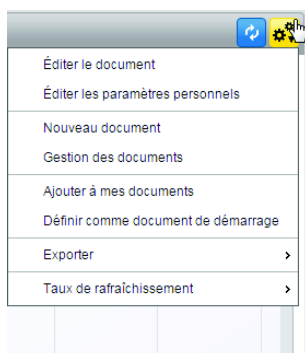 Éditer le document
Éditer les paramètres personnels
Nouveau document
Gestion des documents
Ajouter à mes documents
Définir comme document de démarrage
Exporter
Taux de rafraîchissement